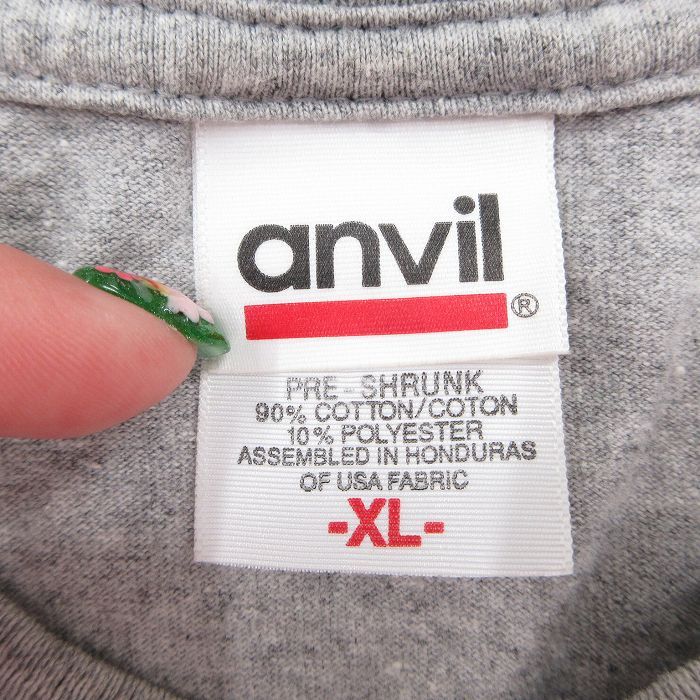 anvil
®
PRE-SHRUNK
90% COTTON/COTON
10% POLYESTER
ASSEMBLED IN HONDURAS
OF USA FABRIC
-XL-